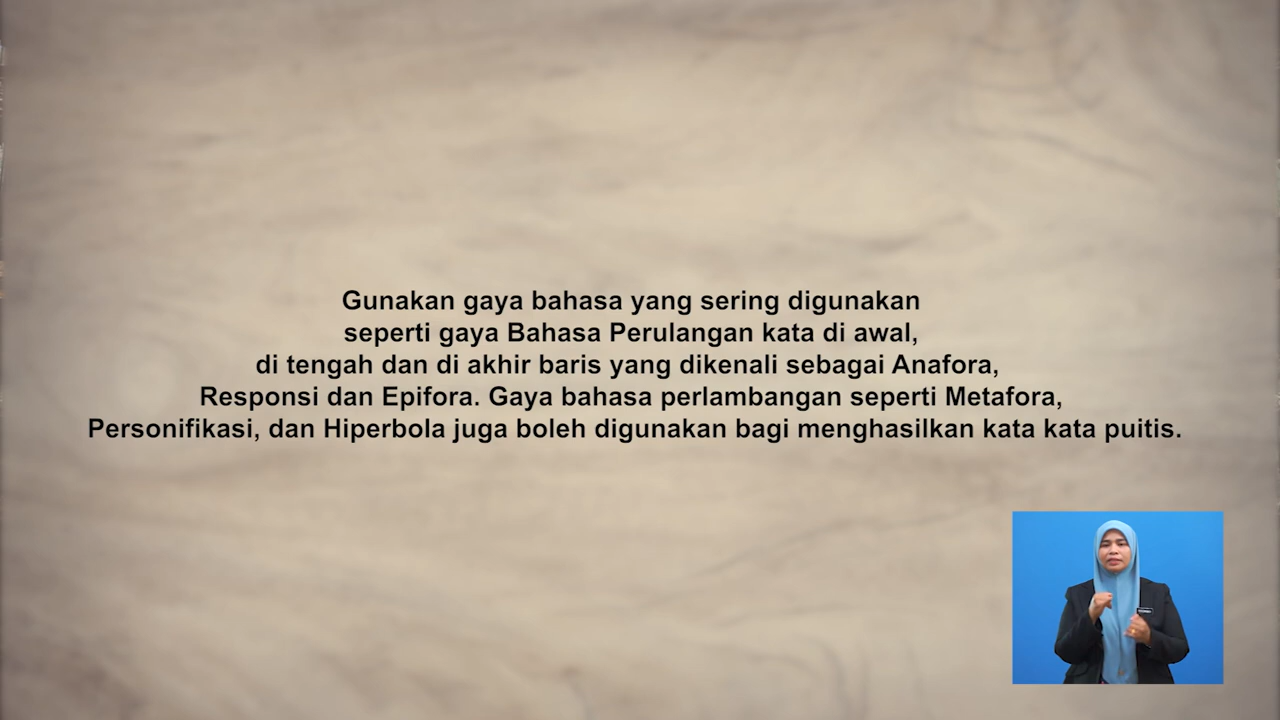 Gunakan gaya bahasa yang sering digunakan
seperti gaya Bahasa Perulangan kata di awal,
di tengah dan di akhir baris yang dikenali sebagai Anafora,
Responsi dan Epifora. Gaya bahasa perlambangan seperti Metafora,
Personifikasi, dan Hiperbola juga boleh digunakan bagi menghasilkan kata kata puitis.